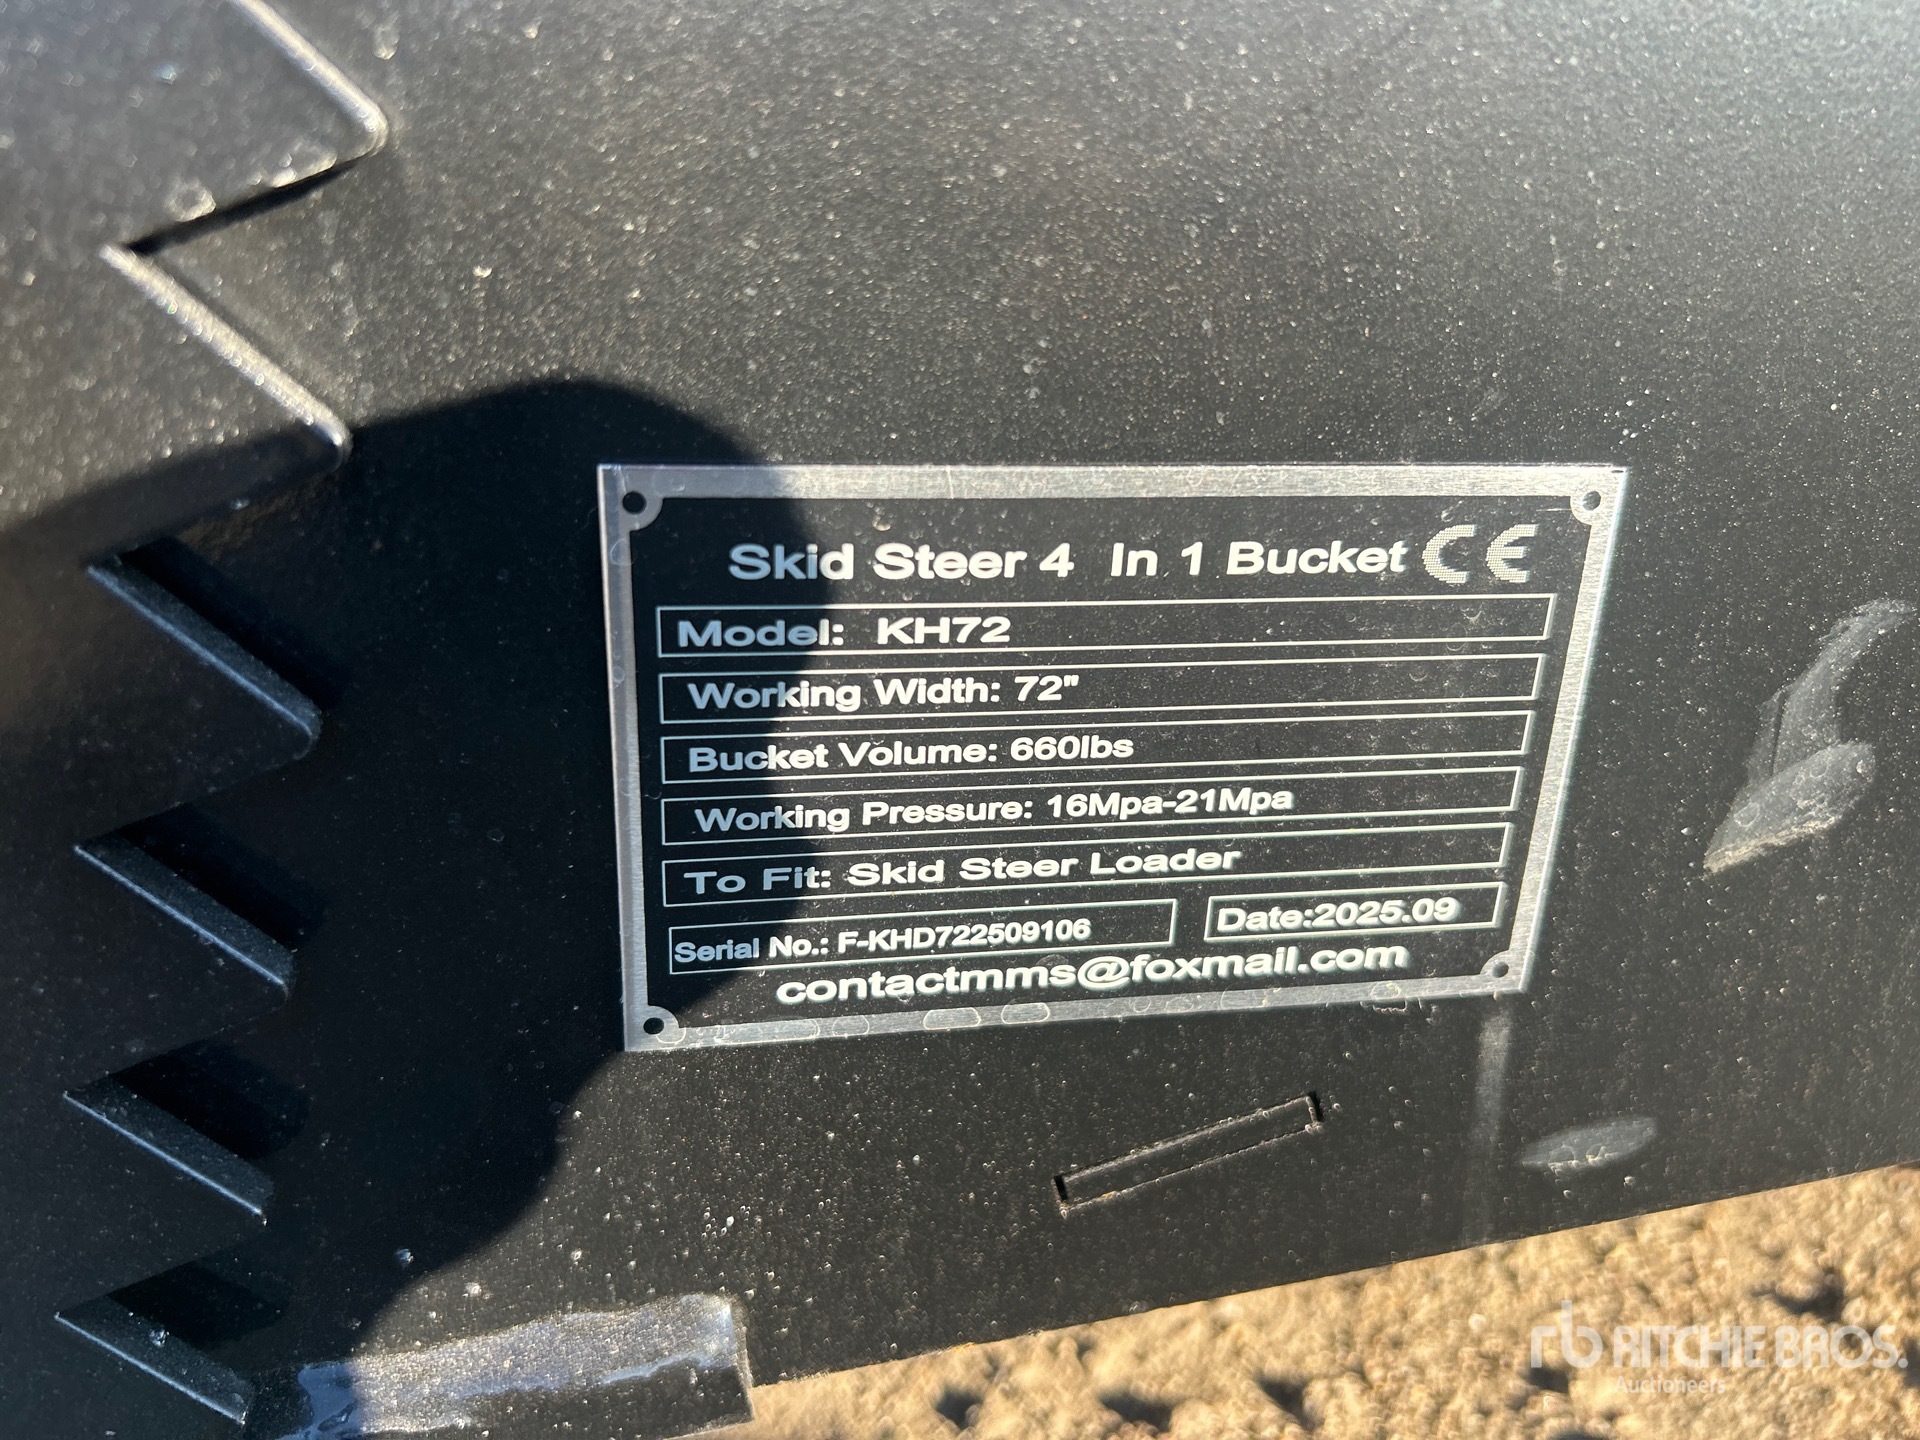 Skid Steer 4 In 1 Bucket CE
Model: KH72
Working Width: 72"
Bucket Volume: 660lbs
Working Pressure: 16Mpa-21Mpa
To Fit: Skid Steer Loader
Serial No.: F-KHD722509106 Date:2025.09
contactmms@foxmail.com
rb RITCHIE BROS.
Auctioneers